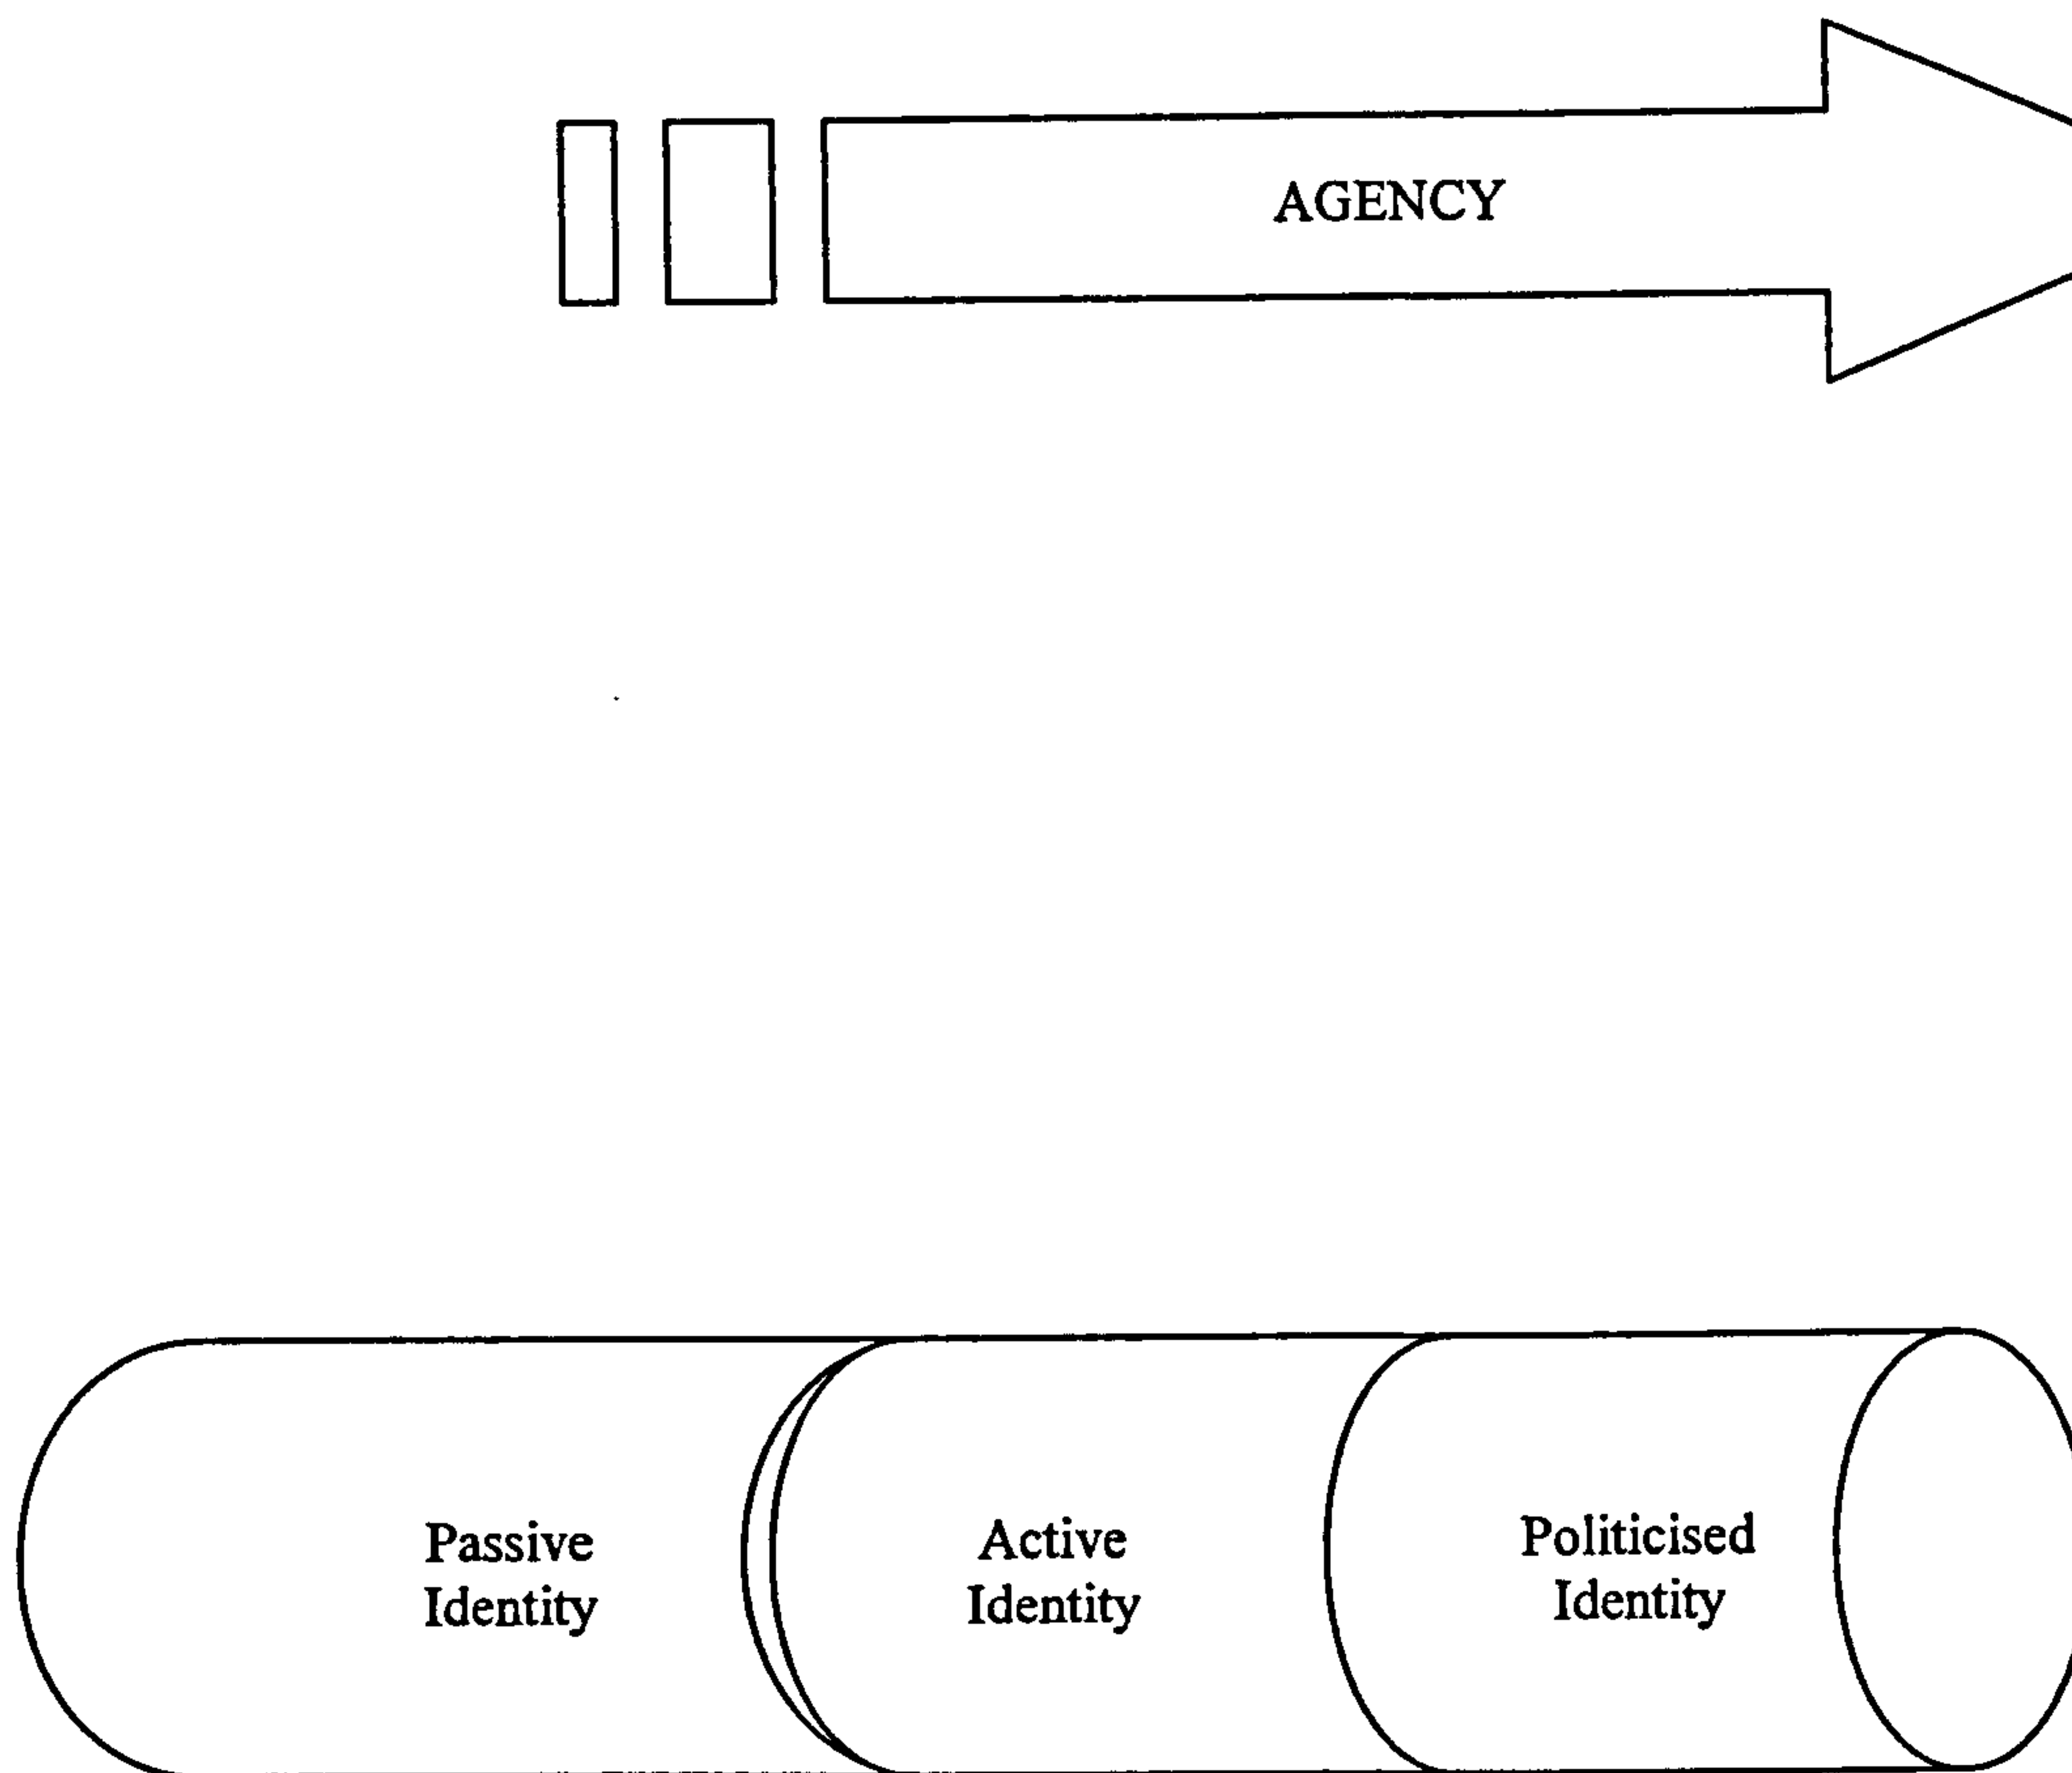 AGENCY
Passive
Identity
Active
Identity
Politicised
Identity